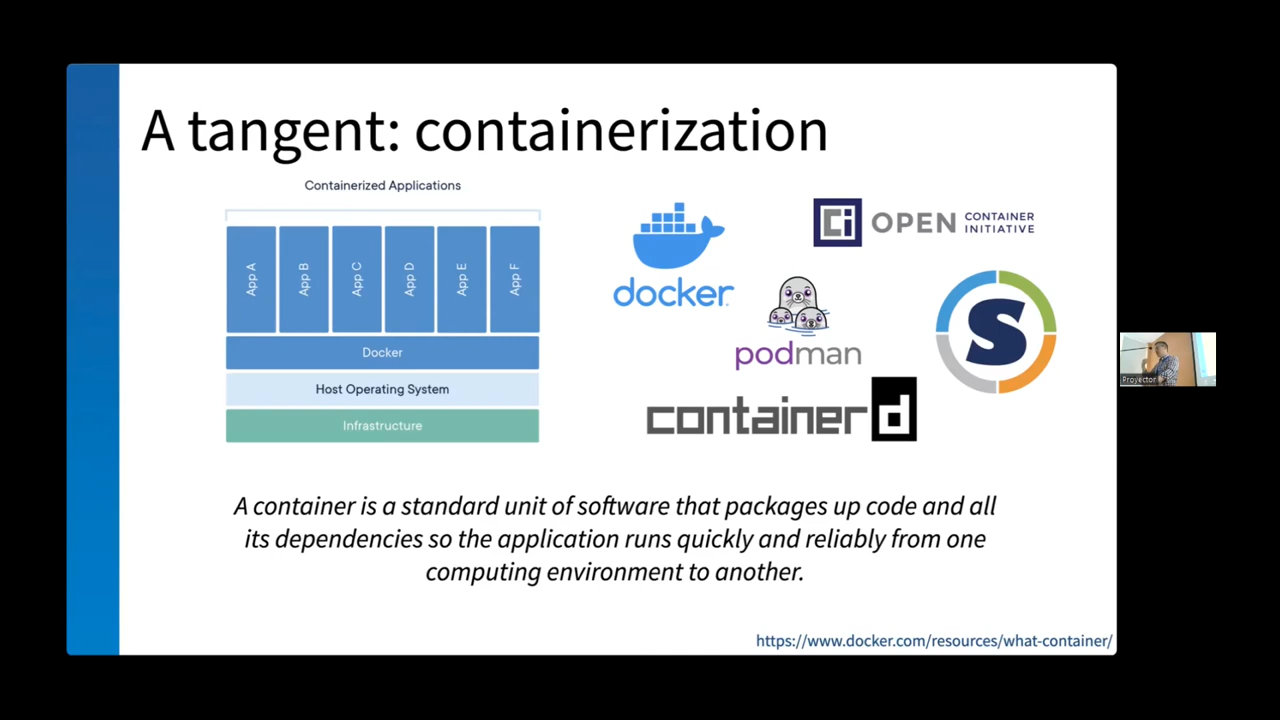 A tangent: containerization
Containerized Applications
App A
App B
App C
App D
App E
App F
Docker
Host Operating System
Infrastructure
docker
Ci OPEN CONTAINER
INITIATIVE
podman
S
containerd
A container is a standard unit of software that packages up code and all
its dependencies so the application runs quickly and reliably from one
computing environment to another.
https://www.docker.com/resources/what-container/
Proyector